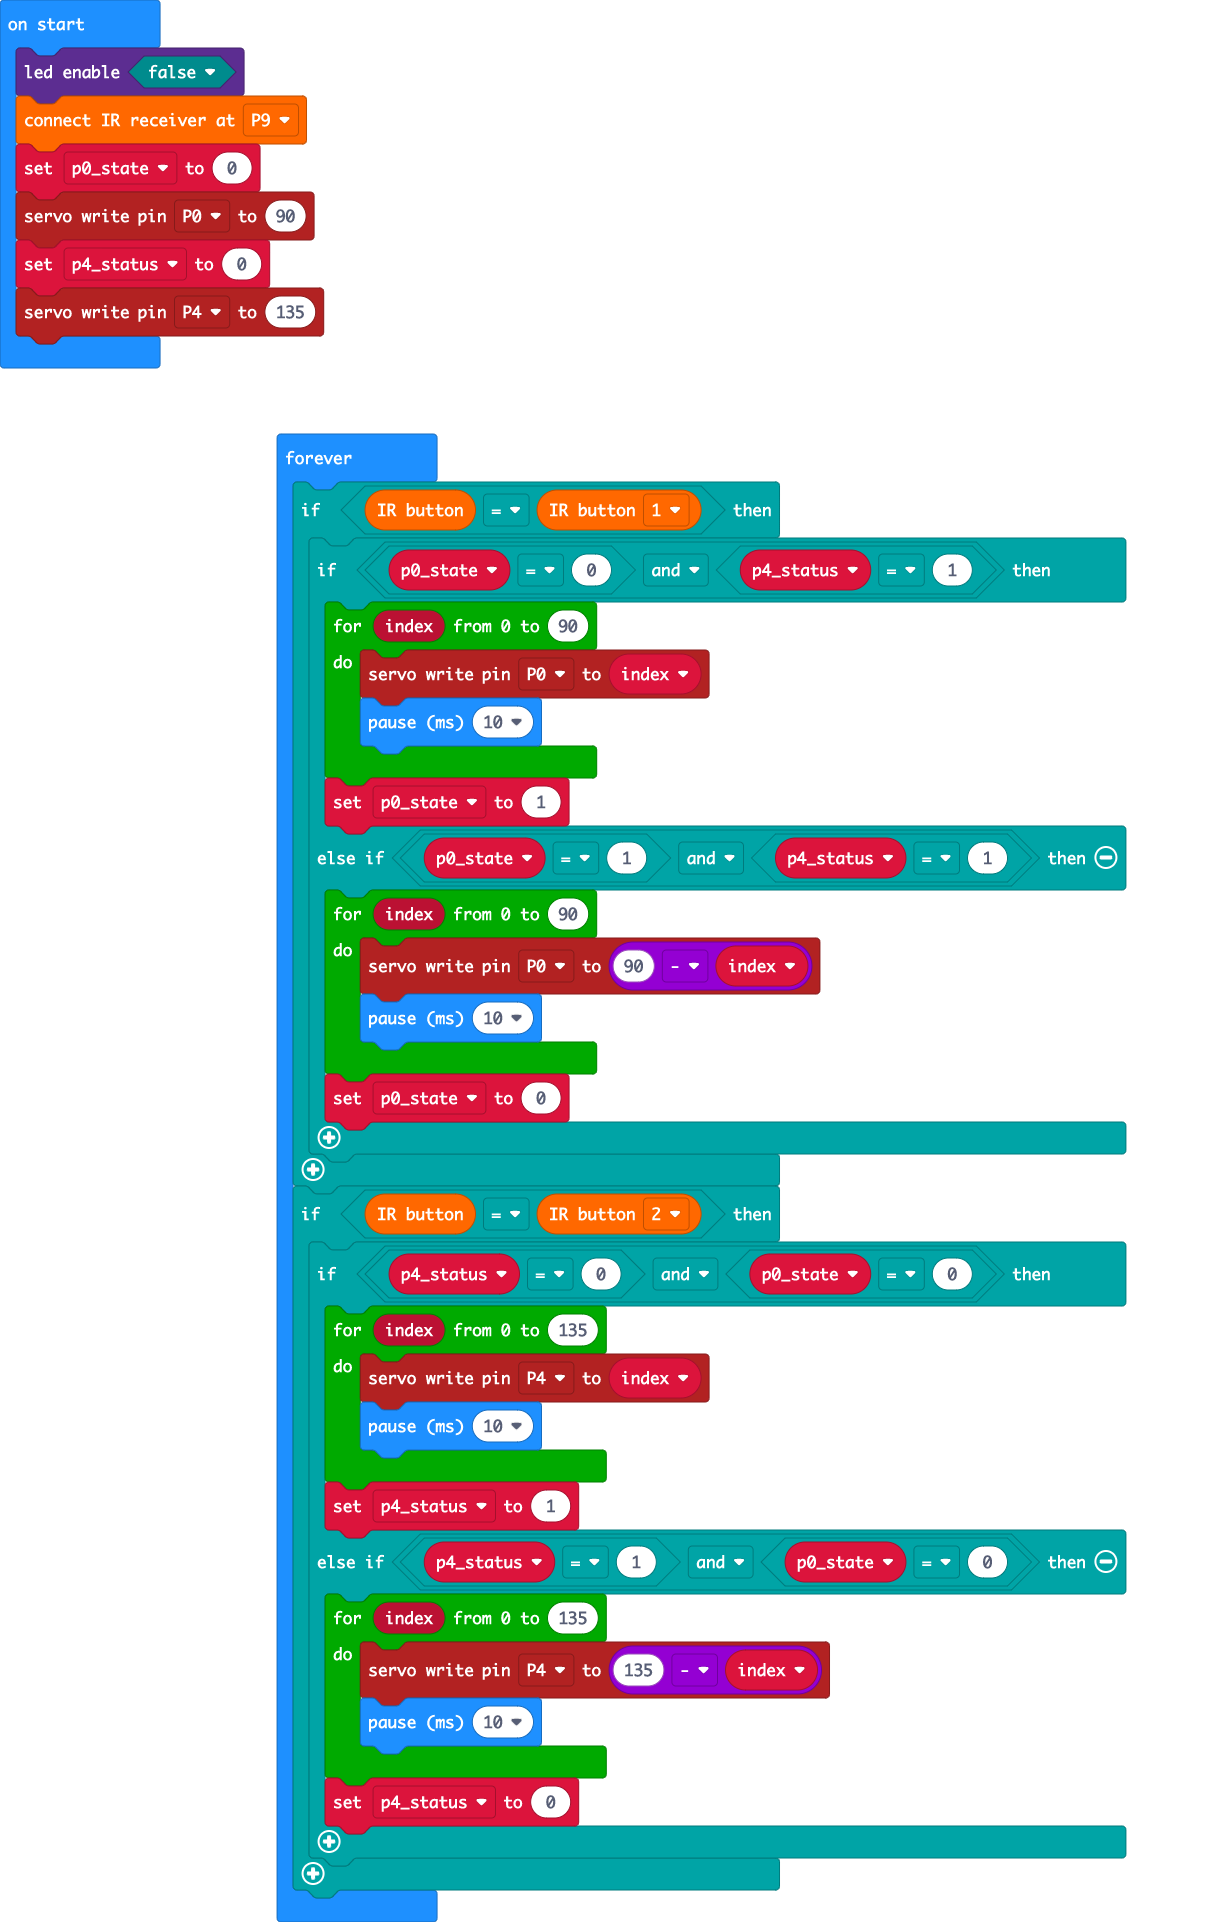 on start
led enable false
connect IR receiver at P9
set p0_state to 0
servo write pin P0 to 90
set p4_status to 0
servo write pin P4 to 135
forever
if IR button = IR button 1 then
if p0_state = 0 and p4_status = 1 then
for index from 0 to 90
do
servo write pin P0 to index
pause (ms) 10
set p0_state to 1
else if p0_state = 1 and p4_status = 1 then
for index from 0 to 90
do
servo write pin P0 to 90 - index
pause (ms) 10
set p0_state to 0
if IR button = IR button 2 then
if p4_status = 0 and p0_state = 0 then
for index from 0 to 135
do
servo write pin P4 to index
pause (ms) 10
set p4_status to 1
else if p4_status = 1 and p0_state = 0 then
for index from 0 to 135
do
servo write pin P4 to 135 - index
pause (ms) 10
set p4_status to 0